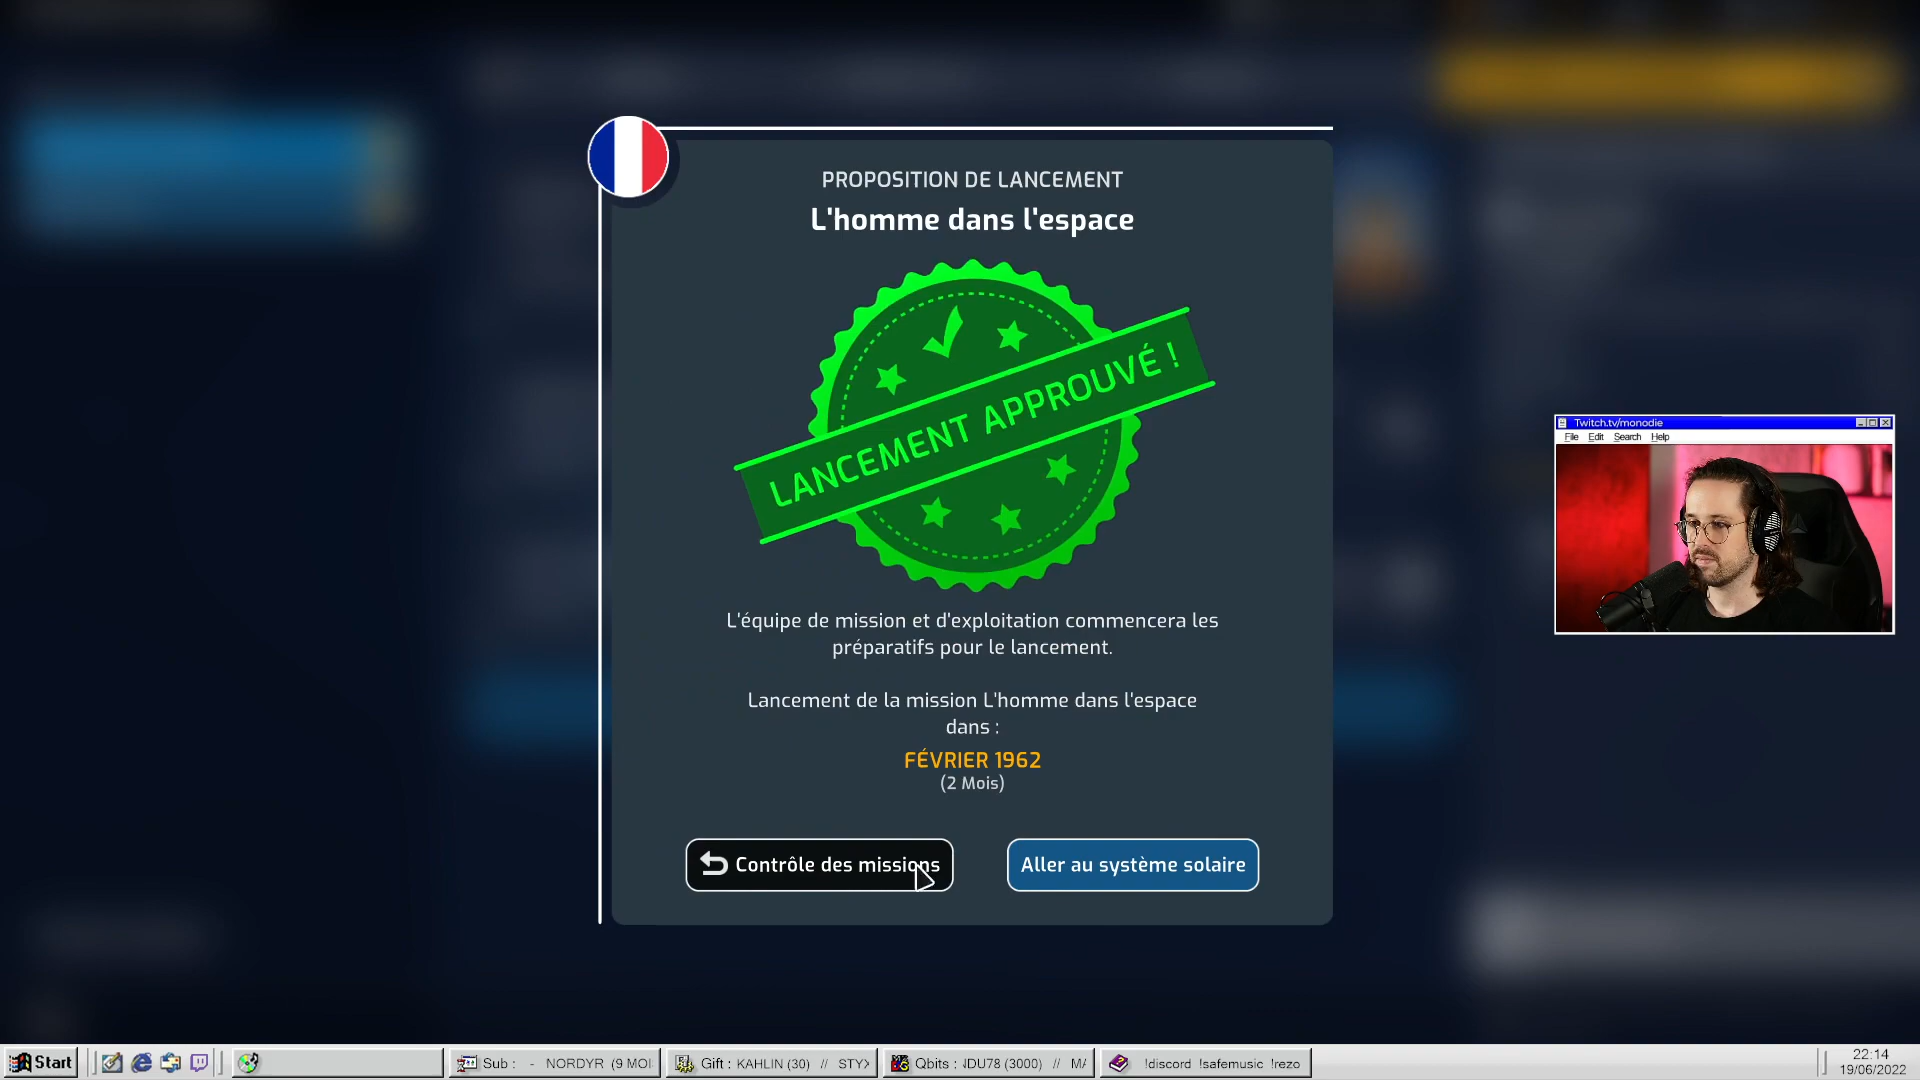 PROPOSITION DE LANCEMENT
L'homme dans l'espace
LANCEMENT APPROUVÉ !
L'équipe de mission et d'exploitation commencera les
préparatifs pour le lancement.
Lancement de la mission L'homme dans l'espace
dans :
FÉVRIER 1962
(2 Mois)
Contrôle des missions
Aller au système solaire
Twitch.tv/monodie
File Edit Search Help
Start
Sub : - NORDYR (9 MOI
Gift : KAHLIN (30) // STYX
Qbits : IDU78 (3000) // MA
!discord !safemusic !rezo
22:14
19/06/2022